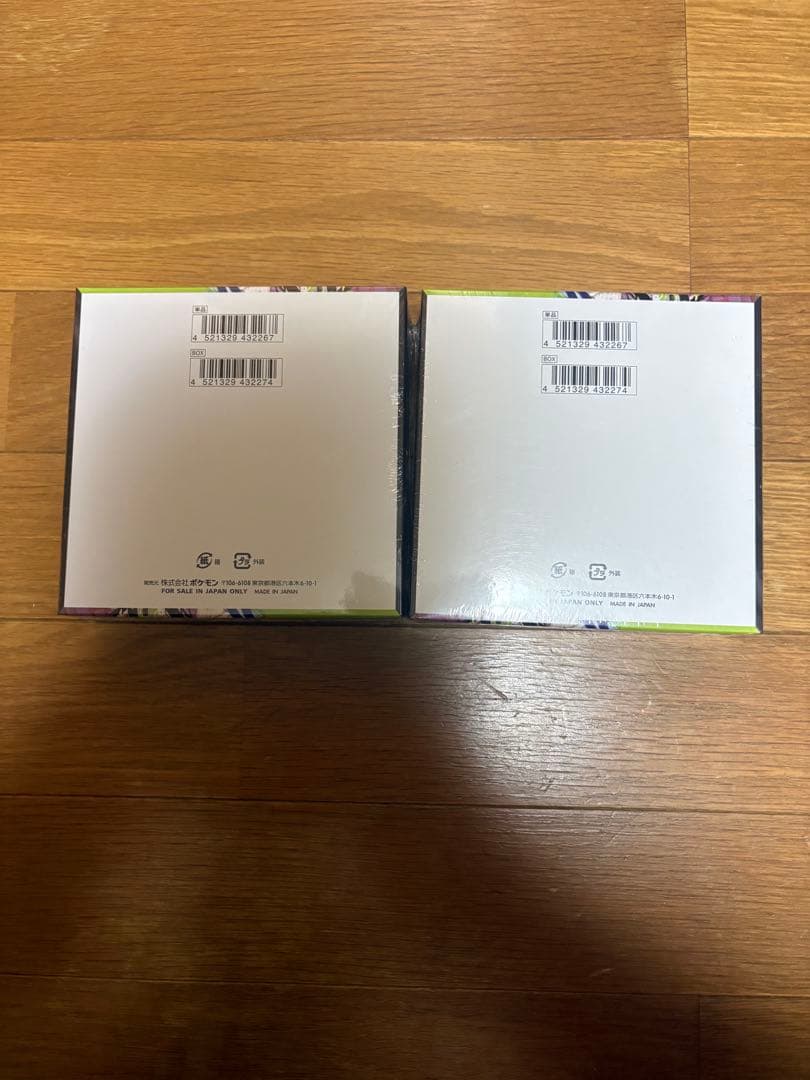 単品
4 521329 432267
BOX
4 521329 432274
紙 箱
プラ 外装
発売元 株式会社ポケモン 〒106-6108 東京都港区六本木6-10-1
FOR SALE IN JAPAN ONLY MADE IN JAPAN
単品
4 521329 432267
BOX
4 521329 432274
紙 箱
プラ 外装
ポケモン 〒106-6108 東京都港区六本木6-10-1
IN JAPAN ONLY MADE IN JAPAN